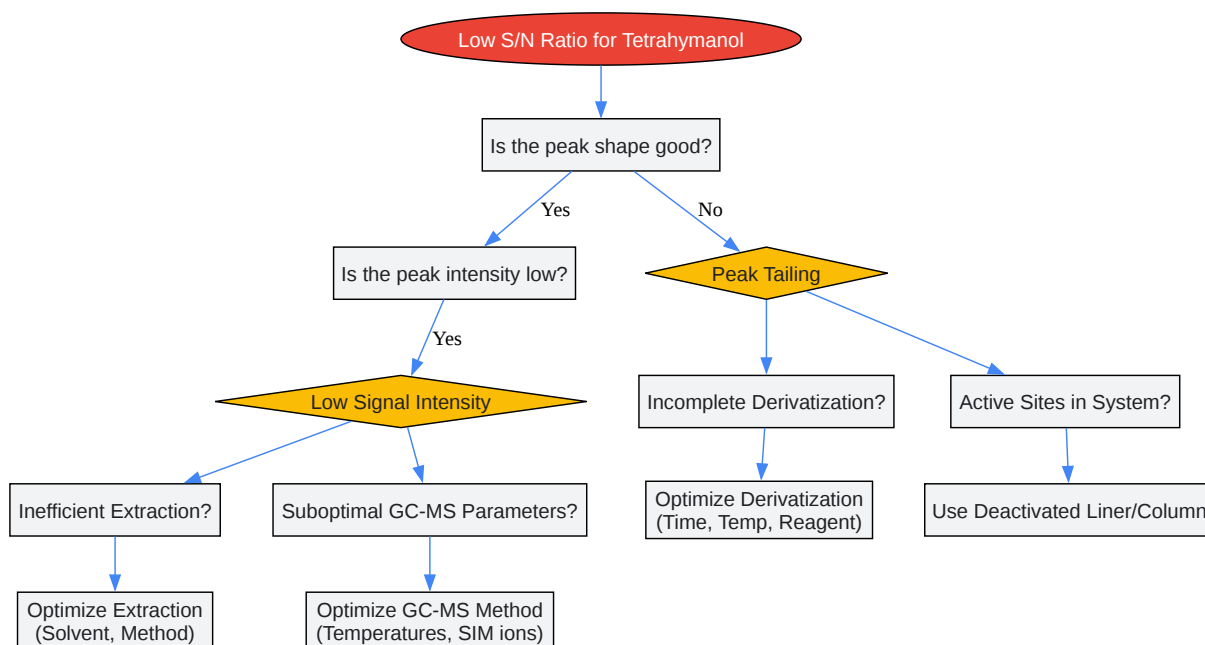 Low S/N Ratio for Tetrahymanol
Is the peak shape good?
Yes
No
Is the peak intensity low?
Peak Tailing
Yes
Low Signal Intensity
Incomplete Derivatization?
Active Sites in System?
Inefficient Extraction?
Suboptimal GC-MS Parameters?
Optimize Derivatization
(Time, Temp, Reagent)
Use Deactivated Liner/Column
Optimize Extraction
(Solvent, Method)
Optimize GC-MS Method
(Temperatures, SIM ions)